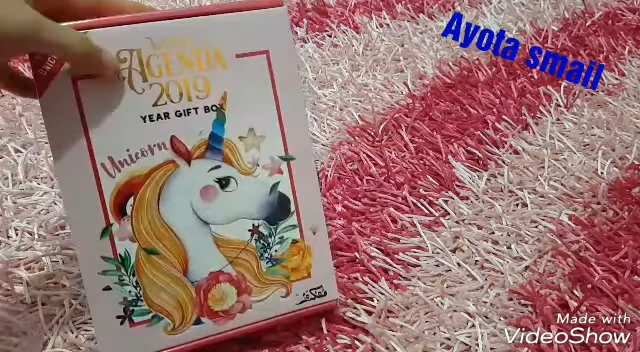 AGENDA
2019
YEAR GIFT BOX
Unicorn
Ayota smail
Made with
VideoShow